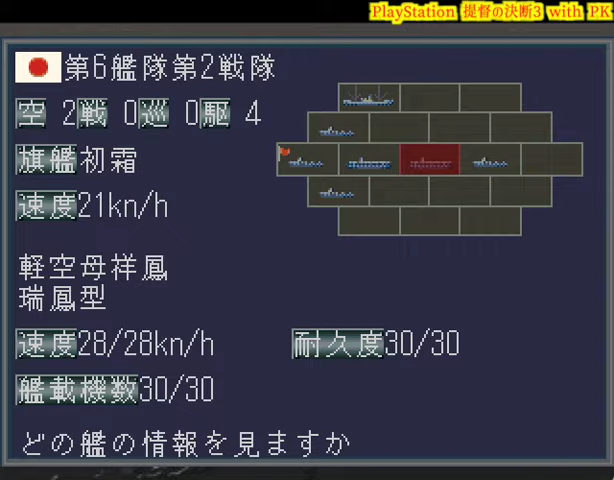 PlayStation 提督の決断3 with PK
第6艦隊第2戦隊
空 2戦 0巡 0駆 4
旗艦初霜
速度21kn/h
軽空母祥鳳
瑞鳳型
速度28/28kn/h 耐久度30/30
艦載機数30/30
どの艦の情報を見ますか